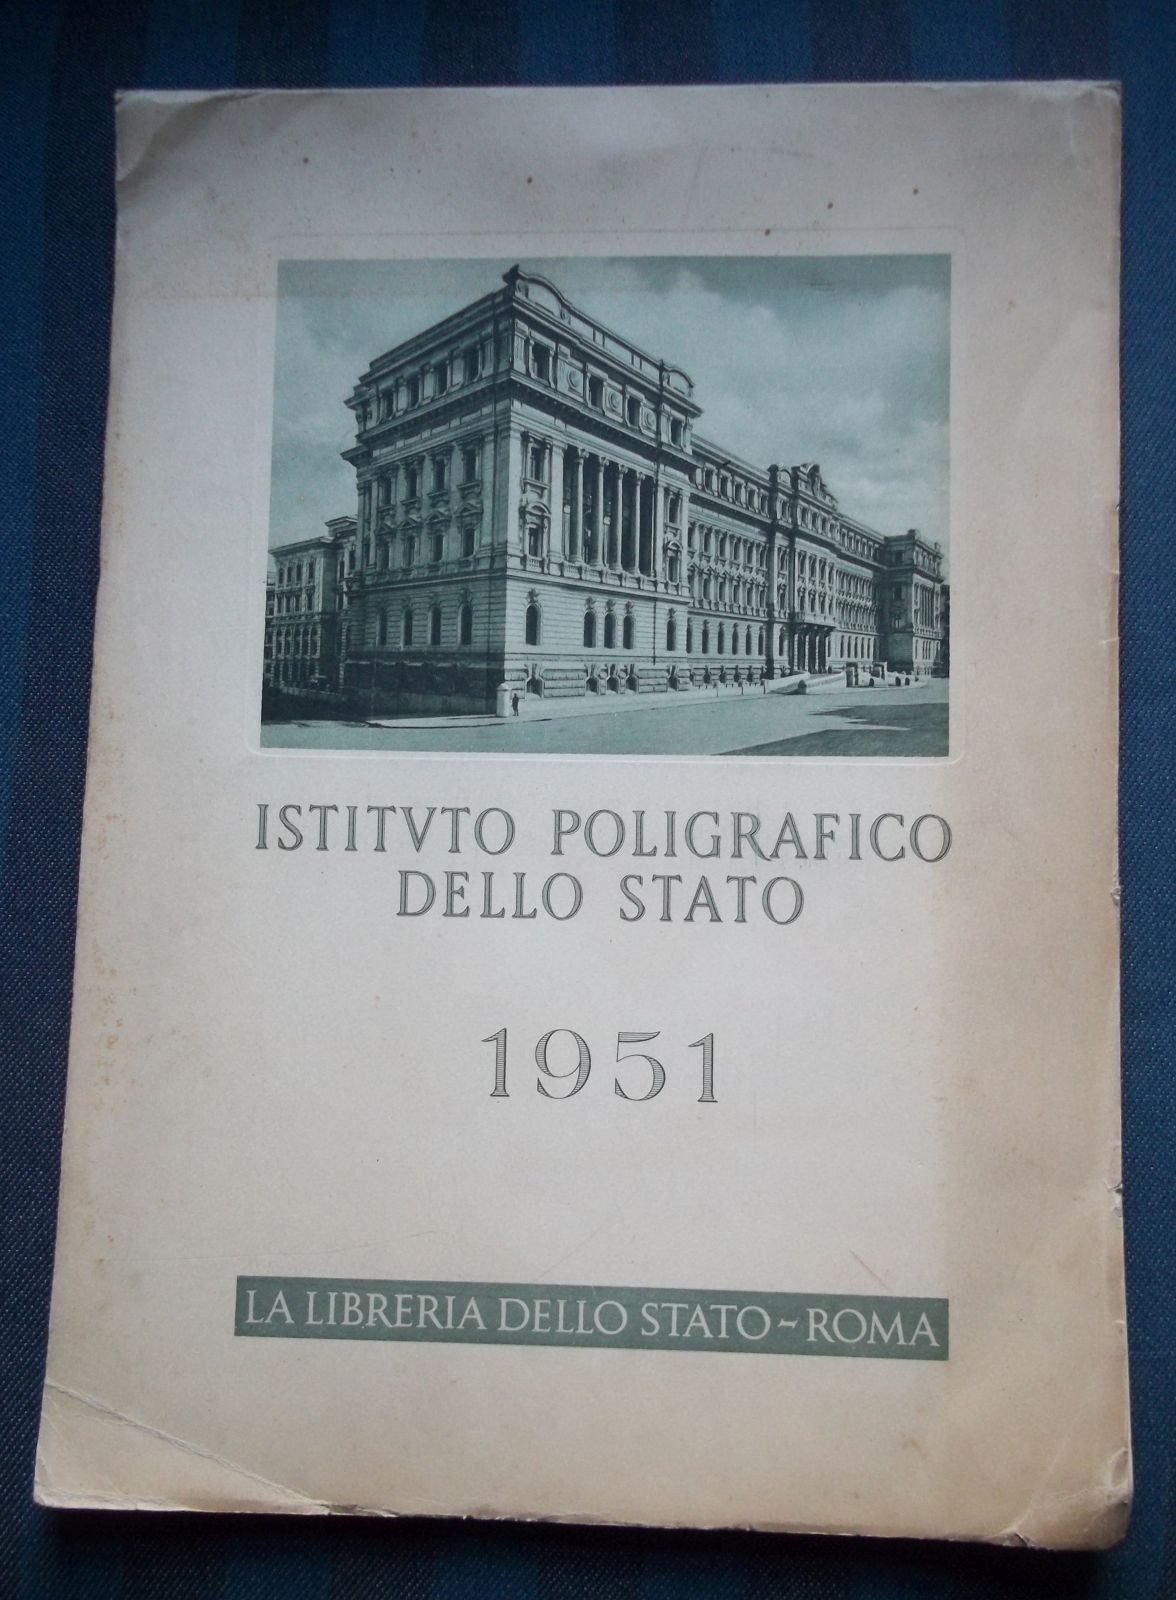 ISTITVTO POLIGRAFICO
DELLO STATO
1951
LA LIBRERIA DELLO STATO - ROMA